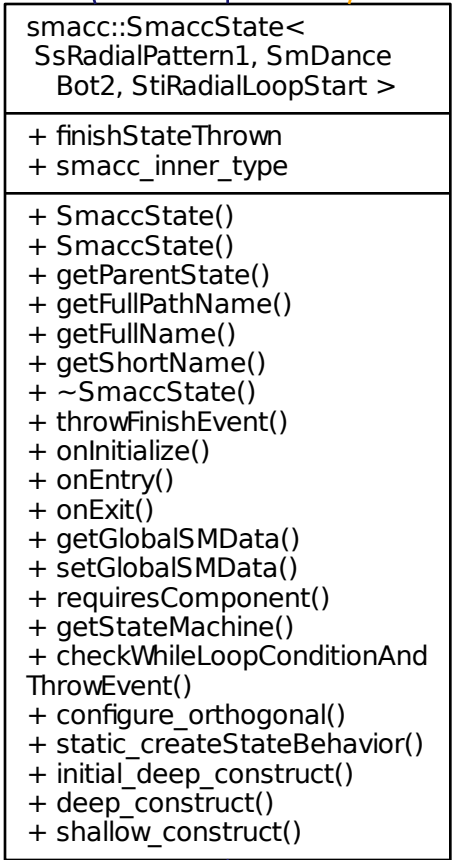 smacc::SmaccState<
SsRadialPattern1, SmDance
Bot2, StiRadialLoopStart >
+ finishStateThrown
+ smacc_inner_type
+ SmaccState()
+ SmaccState()
+ getParentState()
+ getFullPathName()
+ getFullName()
+ getShortName()
+ ~SmaccState()
+ throwFinishEvent()
+ onInitialize()
+ onEntry()
+ onExit()
+ getGlobalSMData()
+ setGlobalSMData()
+ requiresComponent()
+ getStateMachine()
+ checkWhileLoopConditionAnd
ThrowEvent()
+ configure_orthogonal()
+ static_createStateBehavior()
+ initial_deep_construct()
+ deep_construct()
+ shallow_construct()